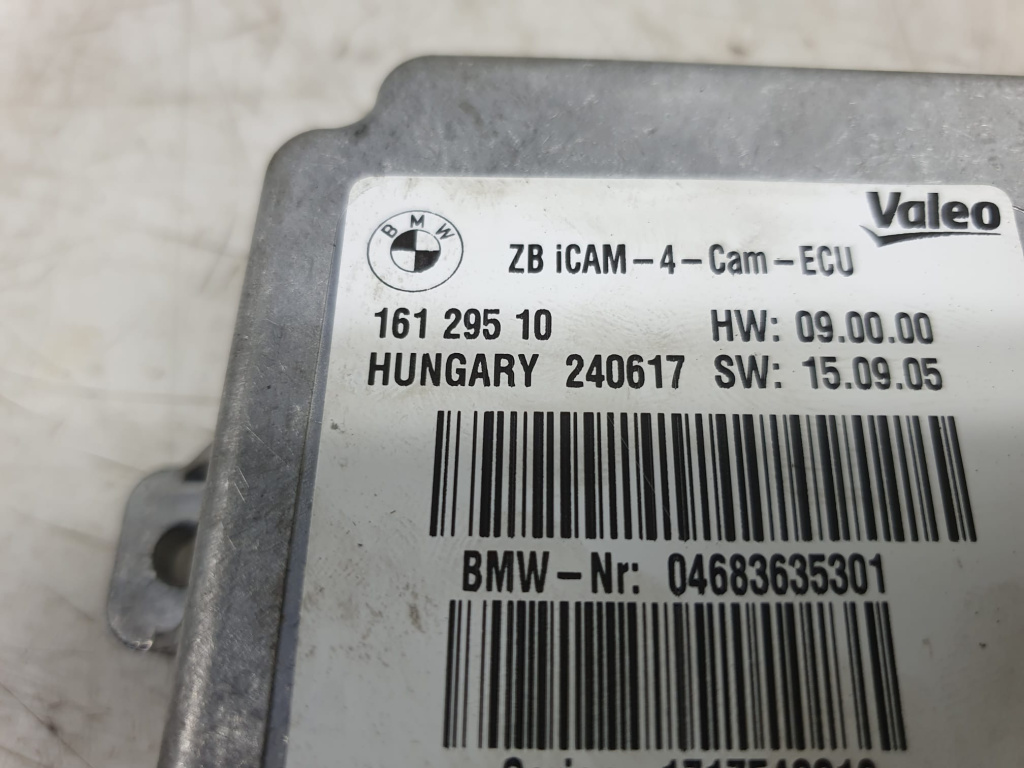 BMW
Valeo
ZB iCAM-4-Cam-ECU
161 295 10 HW: 09.00.00
HUNGARY 240617 SW: 15.09.05
BMW-Nr: 04683635301